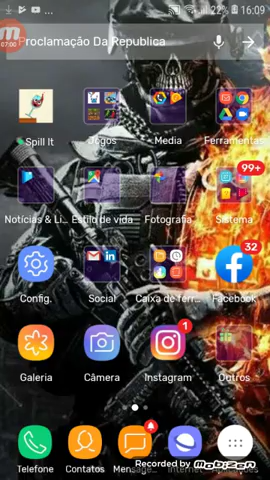 22% 16:09
07:00
Proclamação Da Republica
Spill It
Jogos
Media
Ferramentas
99+
Notícias & Li...
Estilo de vida
Fotografia
Sistema
32
Config.
Social
Caixa de ferr...
Facebook
1
Galeria
Câmera
Instagram
Outros
Telefone
Contatos
Recorded by Mobizen